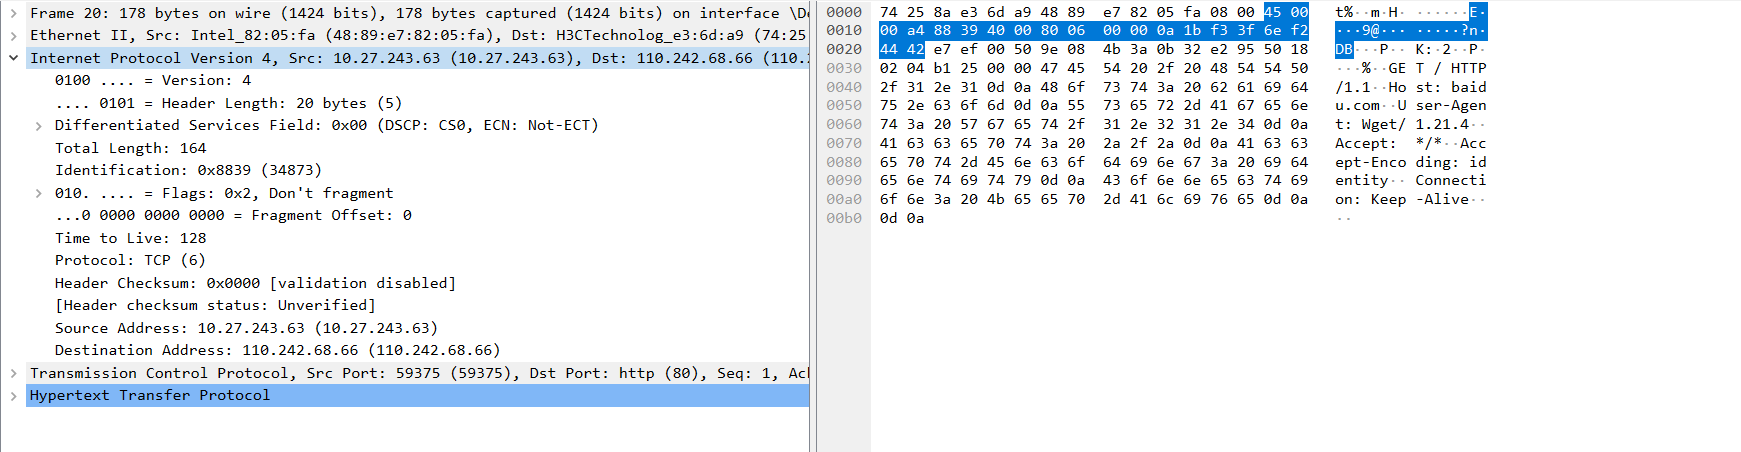 Frame 20: 178 bytes on wire (1424 bits), 178 bytes captured (1424 bits) on interface \De
Ethernet II, Src: Intel_82:05:fa (48:89:e7:82:05:fa), Dst: H3CTechnolog_e3:6d:a9 (74:25
Internet Protocol Version 4, Src: 10.27.243.63 (10.27.243.63), Dst: 110.242.68.66 (110.
0100 .... = Version: 4
.... 0101 = Header Length: 20 bytes (5)
Differentiated Services Field: 0x00 (DSCP: CS0, ECN: Not-ECT)
Total Length: 164
Identification: 0x8839 (34873)
010. .... = Flags: 0x2, Don't fragment
...0 0000 0000 0000 = Fragment Offset: 0
Time to Live: 128
Protocol: TCP (6)
Header Checksum: 0x0000 [validation disabled]
[Header checksum status: Unverified]
Source Address: 10.27.243.63 (10.27.243.63)
Destination Address: 110.242.68.66 (110.242.68.66)
Transmission Control Protocol, Src Port: 59375 (59375), Dst Port: http (80), Seq: 1, Ack
Hypertext Transfer Protocol
0000 74 25 8a e3 6d a9 48 89 e7 82 05 fa 08 00 45 00 t%··m·H· ······E·
0010 00 a4 88 39 40 00 80 06 00 00 0a 1b f3 3f 6e f2 ···9@··· ·····?n·
0020 44 42 e7 ef 00 50 9e 08 4b 3a 0b 32 e2 95 50 18 DB···P·· K:·2··P·
0030 02 04 b1 25 00 00 47 45 54 20 2f 20 48 54 54 50 ···%··GE T / HTTP
0040 2f 31 2e 31 0d 0a 48 6f 73 74 3a 20 62 61 69 64 /1.1··Ho st: baid
0050 75 2e 63 6f 6d 0d 0a 55 73 65 72 2d 41 67 65 6e u.com··U ser-Agen
0060 74 3a 20 57 67 65 74 2f 31 2e 32 31 2e 34 0d 0a t: Wget/ 1.21.4··
0070 41 63 63 65 70 74 3a 20 2a 2f 2a 0d 0a 41 63 63 Accept: */*··Acc
0080 65 70 74 2d 45 6e 63 6f 64 69 6e 67 3a 20 69 64 ept-Enco ding: id
0090 65 6e 74 69 74 79 0d 0a 43 6f 6e 6e 65 63 74 69 entity·· Connecti
00a0 6f 6e 3a 20 4b 65 65 70 2d 41 6c 69 76 65 0d 0a on: Keep -Alive··
00b0 0d 0a ··